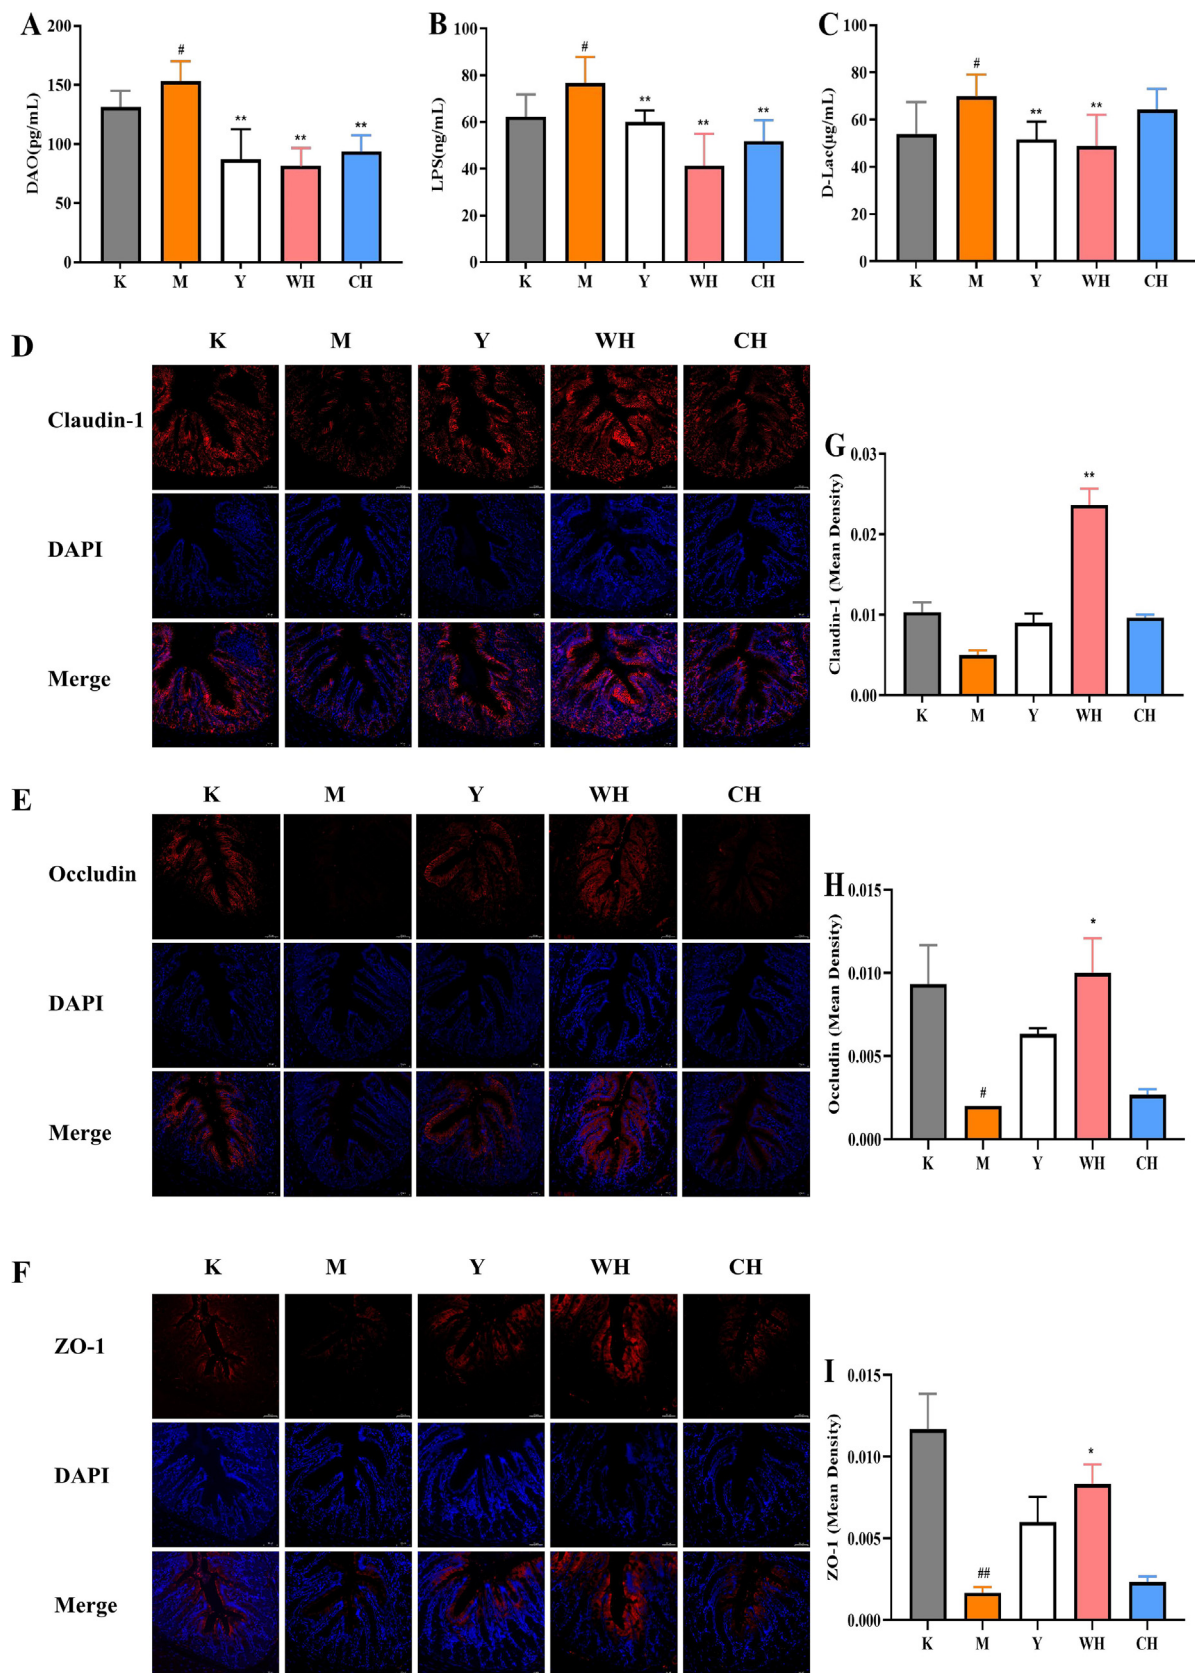 A
DAO(pg/mL)
200
150
100
50
0
#
**
**
**
K M Y WH CH
B
LPS(ng/mL)
100
80
60
40
20
0
#
**
**
**
K M Y WH CH
C
D-Lac(μg/mL)
100
80
60
40
20
0
#
**
**
K M Y WH CH
D
K M Y WH CH
Claudin-1
DAPI
Merge
G
Claudin-1 (Mean Density)
0.03
0.02
0.01
0.00
**
K M Y WH CH
E
K M Y WH CH
Occludin
DAPI
Merge
H
Occludin (Mean Density)
0.015
0.010
0.005
0.000
#
*
K M Y WH CH
F
K M Y WH CH
ZO-1
DAPI
Merge
I
ZO-1 (Mean Density)
0.015
0.010
0.005
0.000
##
*
K M Y WH CH